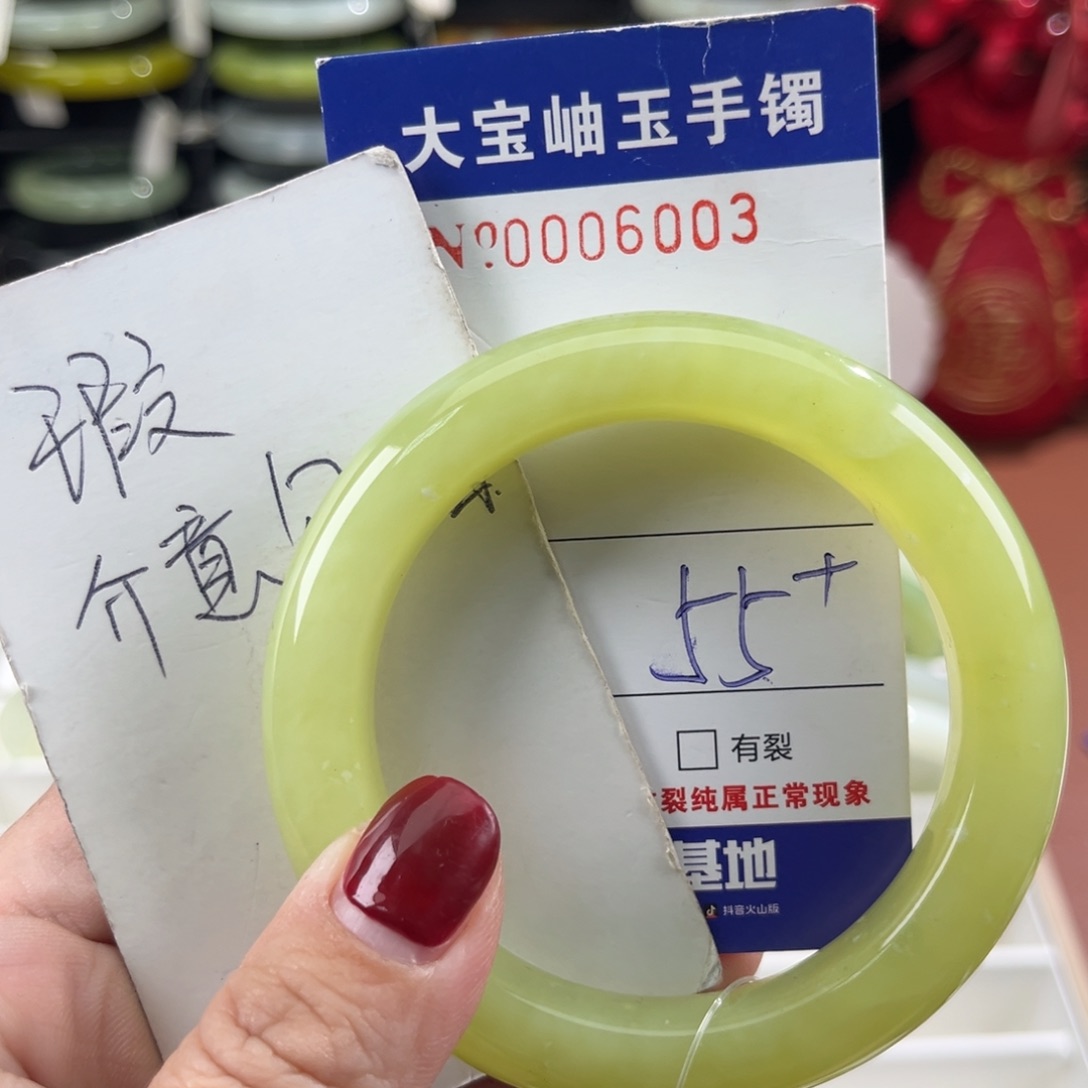 大宝岫玉手镯
№0006003
瑕
介意
55+
□ 有裂
裂纯属正常现象
基地
抖音火山版